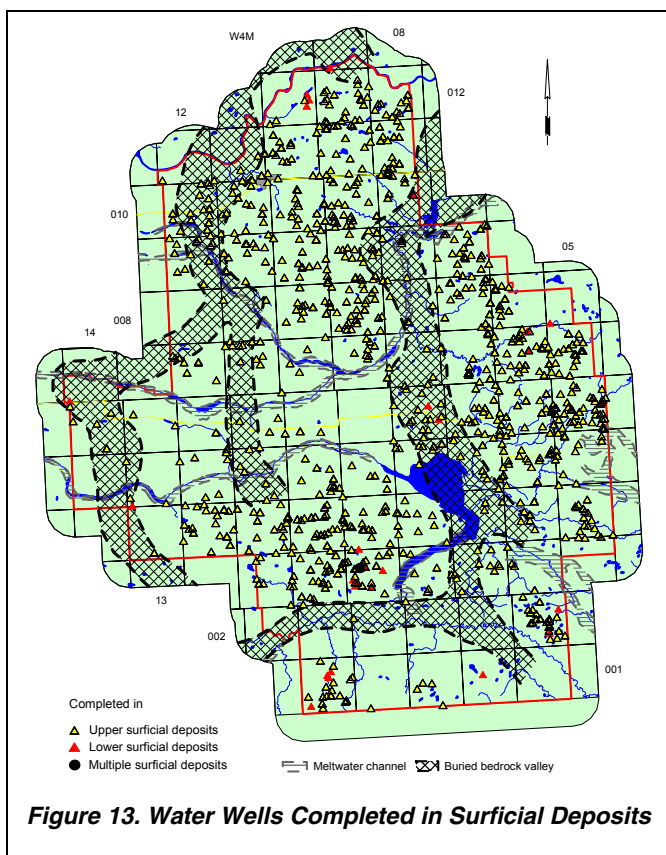 W4M
08
012
12
010
05
14
008
13
002
001
Completed in
Upper surficial deposits
Lower surficial deposits
Multiple surficial deposits
Meltwater channel
Buried bedrock valley
Figure 13. Water Wells Completed in Surficial Deposits